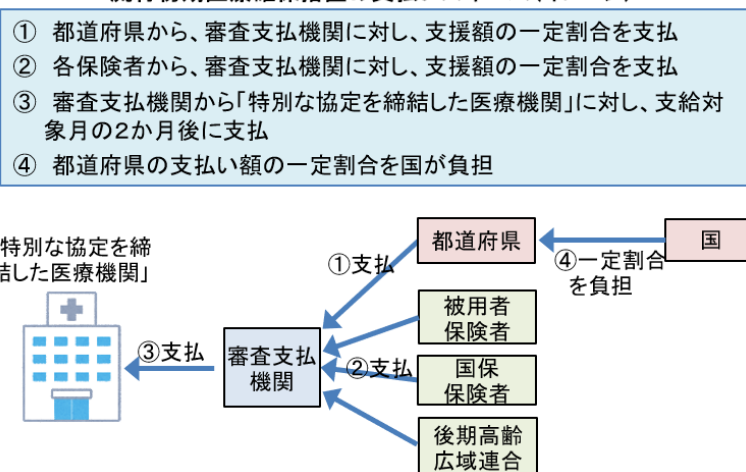 ① 都道府県から、審査支払機関に対し、支援額の一定割合を支払
② 各保険者から、審査支払機関に対し、支援額の一定割合を支払
③ 審査支払機関から「特別な協定を締結した医療機関」に対し、支給対
象月の2か月後に支払
④ 都道府県の支払い額の一定割合を国が負担
特別な協定を締
結した医療機関」
①支払
都道府県
④一定割合
を負担
国
被用者
保険者
③支払
審査支払
機関
②支払
国保
保険者
後期高齢
広域連合